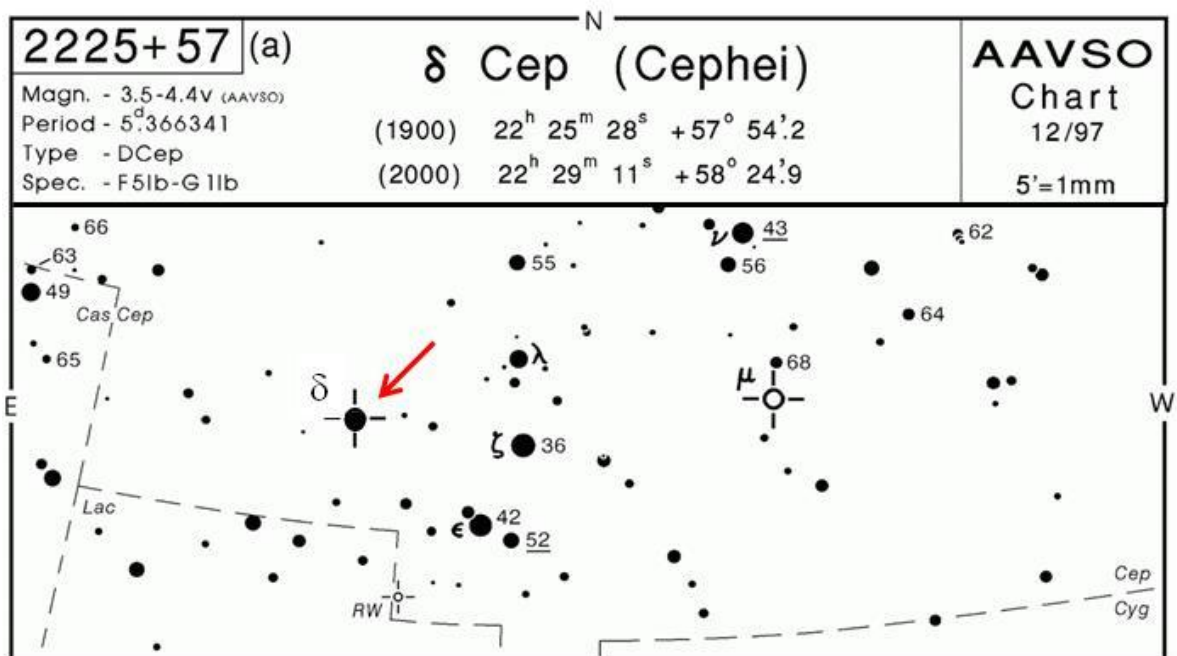 N
2225+57 (a)
Magn. - 3.5-4.4v (AAVSO)
Period - 5ᵈ.366341
Type - DCep
Spec. - F5Ib-G1Ib
δ Cep (Cephei)
(1900) 22ʰ 25ᵐ 28ˢ +57° 54'.2
(2000) 22ʰ 29ᵐ 11ˢ +58° 24'.9
AAVSO
Chart
12/97
5'=1mm
66
ν 43
62
63
55
56
49
Cas Cep
64
λ
65
68
μ
δ
E
W
ζ 36
Lac
ϵ 42
52
Cep
RW
Cyg